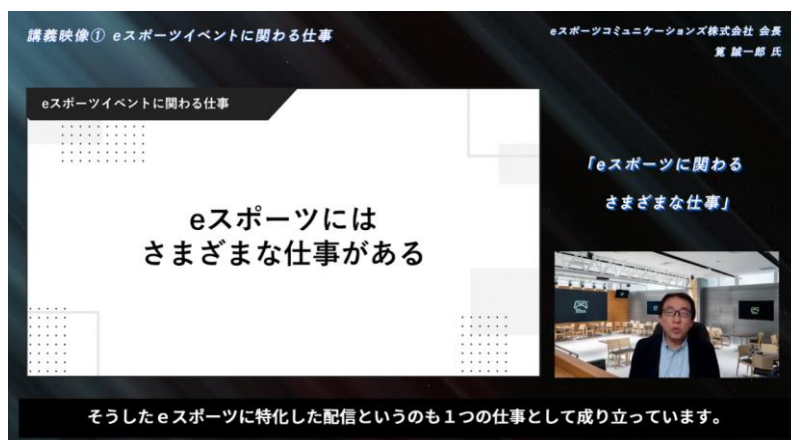 講義映像① eスポーツイベントに関わる仕事
eスポーツコミュニケーションズ株式会社 会長
筧 誠一郎 氏
eスポーツイベントに関わる仕事
eスポーツには
さまざまな仕事がある
「eスポーツに関わる
さまざまな仕事」
そうしたｅスポーツに特化した配信というのも１つの仕事として成り立っています。